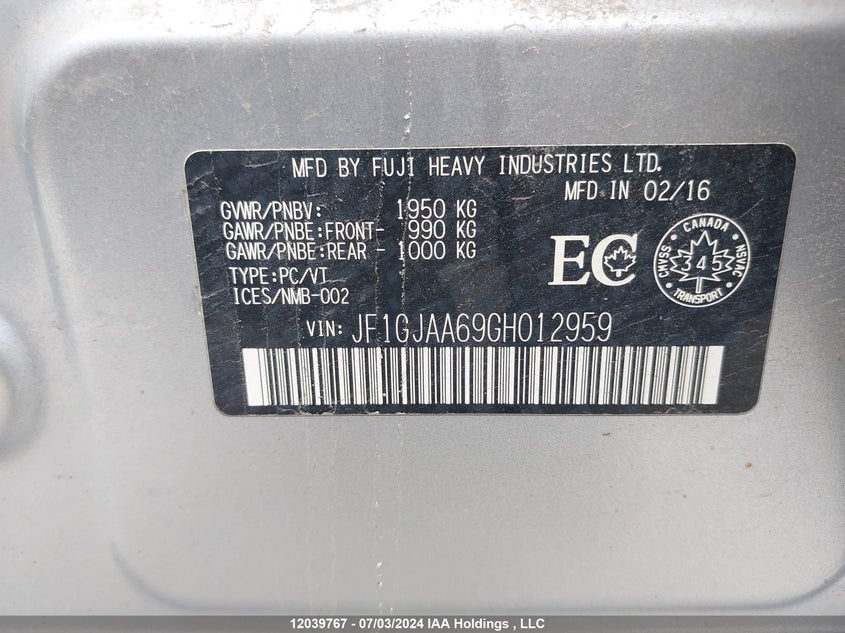 MFD BY FUJI HEAVY INDUSTRIES LTD.
MFD IN 02/16
GVWR/PNBV: 1950 KG
GAWR/PNBE:FRONT- 990 KG
GAWR/PNBE:REAR - 1000 KG
TYPE:PC/VT
ICES/NMB-002
EC
CANADA
CMVSS
NSVAC
345
TRANSPORT
VIN: JF1GJAA69GH012959
12039767 - 07/03/2024 IAA Holdings , LLC